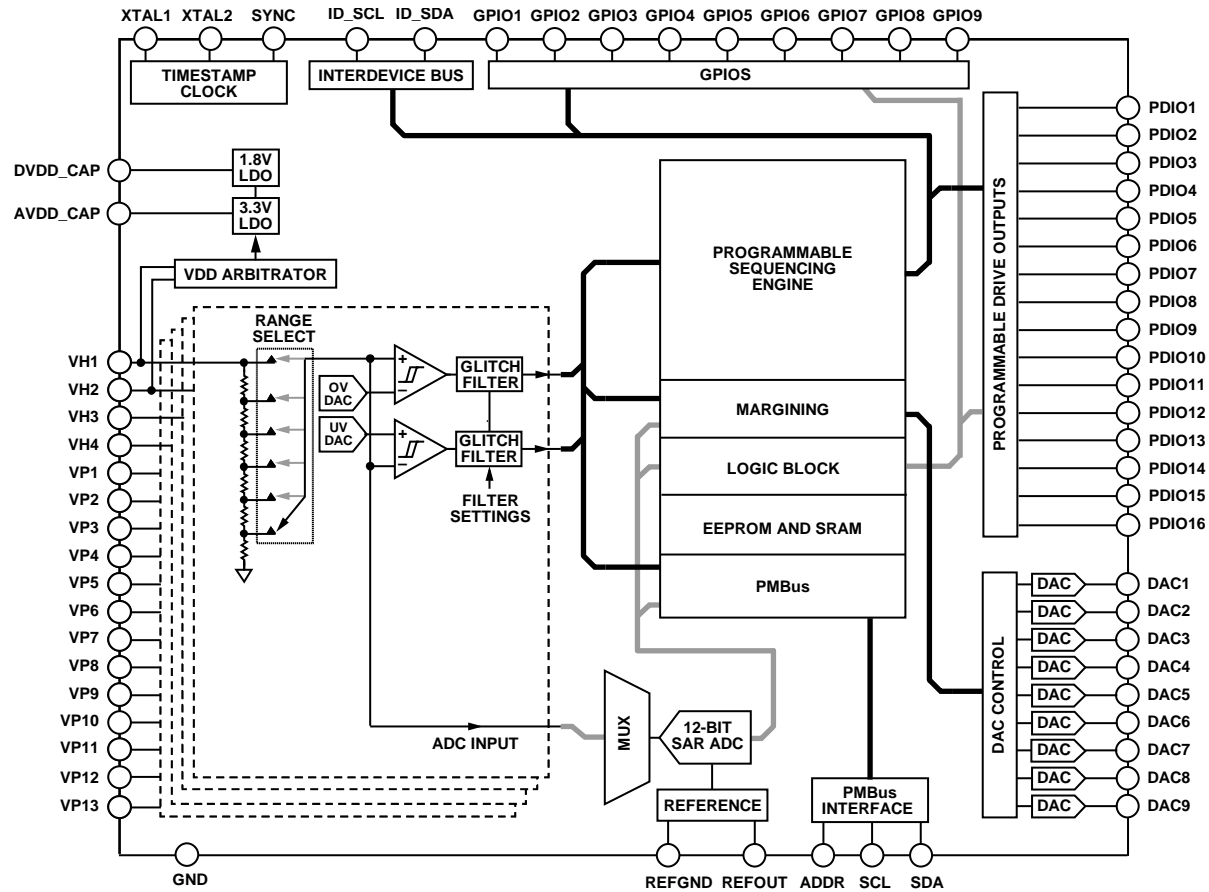 XTAL1 XTAL2 SYNC ID_SCL ID_SDA GPIO1 GPIO2 GPIO3 GPIO4 GPIO5 GPIO6 GPIO7 GPIO8 GPIO9
TIMESTAMP
CLOCK
INTERDEVICE BUS
GPIOS
DVDD_CAP
1.8V
LDO
AVDD_CAP
3.3V
LDO
VDD ARBITRATOR
VH1
VH2
VH3
VH4
VP1
VP2
VP3
VP4
VP5
VP6
VP7
VP8
VP9
VP10
VP11
VP12
VP13
RANGE
SELECT
OV
DAC
+
−
UV
DAC
+
−
GLITCH
FILTER
GLITCH
FILTER
FILTER
SETTINGS
ADC INPUT
PROGRAMMABLE
SEQUENCING
ENGINE
MARGINING
LOGIC BLOCK
EEPROM AND SRAM
PMBus
MUX
12-BIT
SAR ADC
REFERENCE
PMBus
INTERFACE
PROGRAMMABLE DRIVE OUTPUTS
PDIO1
PDIO2
PDIO3
PDIO4
PDIO5
PDIO6
PDIO7
PDIO8
PDIO9
PDIO10
PDIO11
PDIO12
PDIO13
PDIO14
PDIO15
PDIO16
DAC CONTROL
DAC DAC1
DAC DAC2
DAC DAC3
DAC DAC4
DAC DAC5
DAC DAC6
DAC DAC7
DAC DAC8
DAC DAC9
GND REFGND REFOUT ADDR SCL SDA